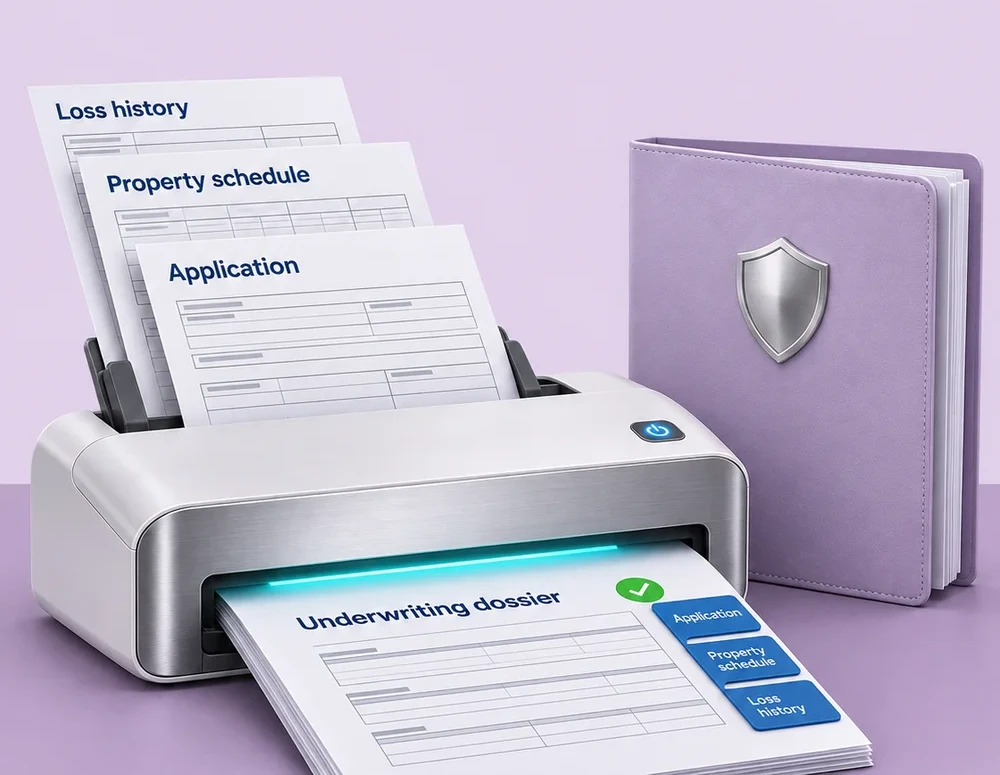 Loss history
Property schedule
Application
Underwriting dossier
Application
Property
schedule
Loss
history